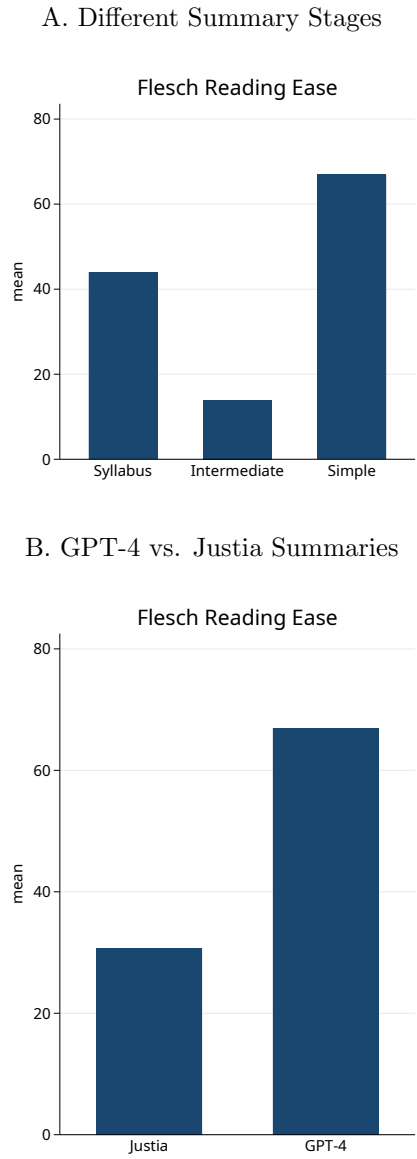 A. Different Summary Stages
Flesch Reading Ease
80
60
40
20
0
mean
Syllabus Intermediate Simple
B. GPT-4 vs. Justia Summaries
Flesch Reading Ease
80
60
40
20
0
mean
Justia GPT-4